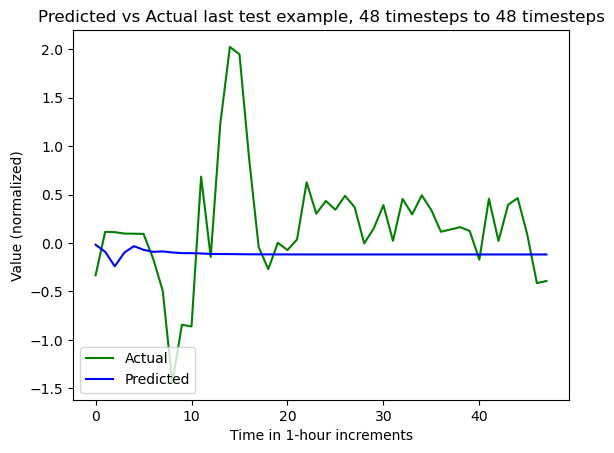 Predicted vs Actual last test example, 48 timesteps to 48 timesteps
2.0
1.5
1.0
0.5
0.0
−0.5
−1.0
−1.5
Value (normalized)
Actual
Predicted
0 10 20 30 40
Time in 1-hour increments